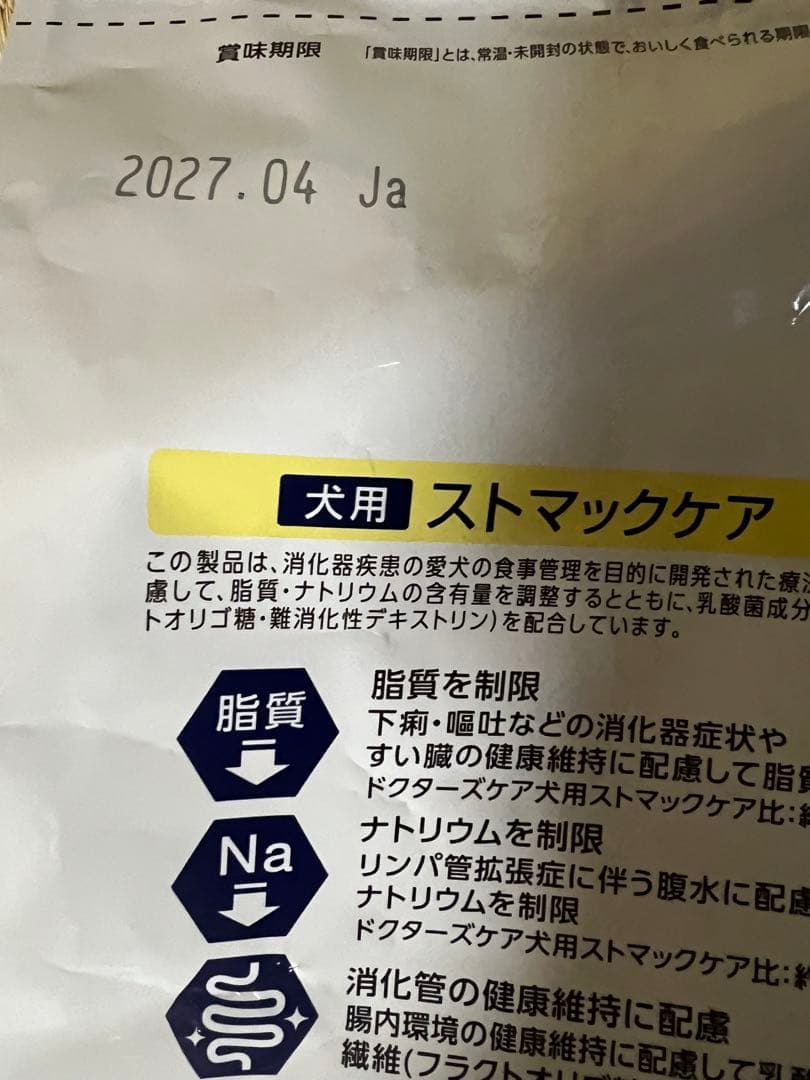 賞味期限 「賞味期限」とは、常温・未開封の状態で、おいしく食べられる期限
2027.04 Ja
犬用 ストマックケア
この製品は、消化器疾患の愛犬の食事管理を目的に開発された療法
慮して、脂質・ナトリウムの含有量を調整するとともに、乳酸菌成分
トオリゴ糖・難消化性デキストリン)を配合しています。
脂質
脂質を制限
下痢・嘔吐などの消化器症状や
すい臓の健康維持に配慮して脂質
ドクターズケア犬用ストマックケア比：約
Na
ナトリウムを制限
リンパ管拡張症に伴う腹水に配慮
ナトリウムを制限
ドクターズケア犬用ストマックケア比：約
消化管の健康維持に配慮
腸内環境の健康維持に配慮して乳酸
繊維(フラクトオリゴ